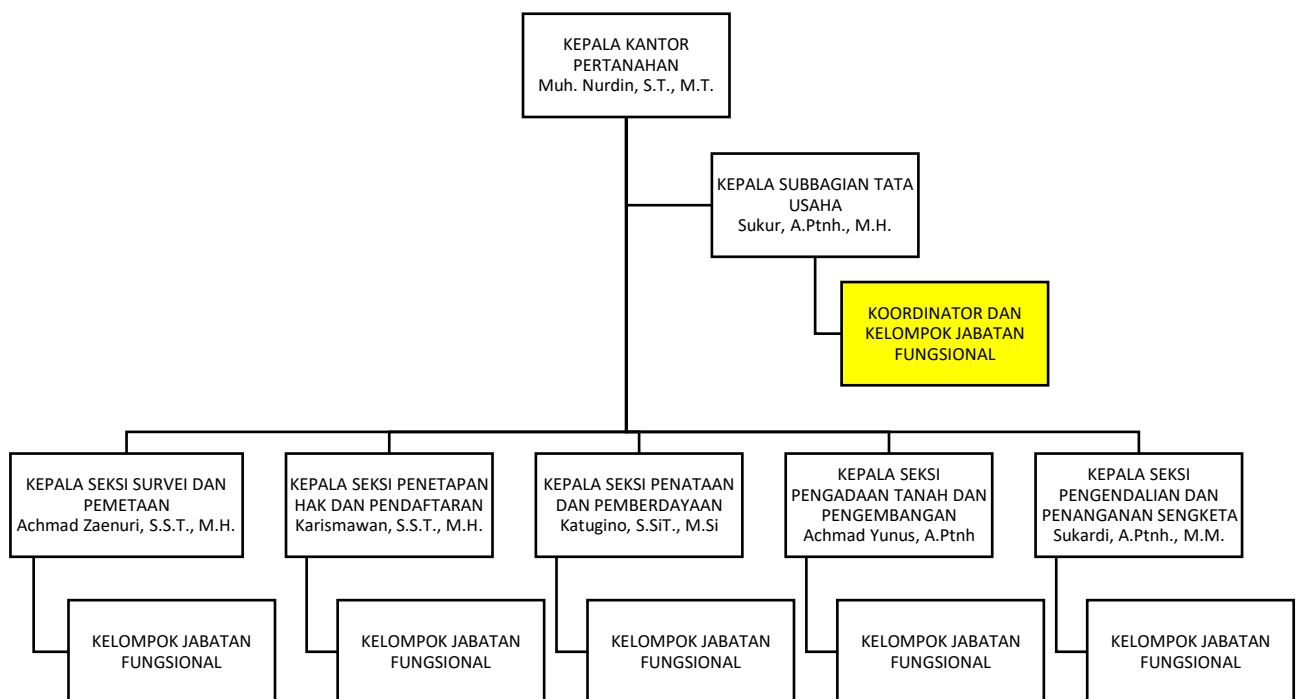 KEPALA KANTOR
PERTANAHAN
Muh. Nurdin, S.T., M.T.
KEPALA SUBBAGIAN TATA
USAHA
Sukur, A.Ptnh., M.H.
KOORDINATOR DAN
KELOMPOK JABATAN
FUNGSIONAL
KEPALA SEKSI SURVEI DAN
PEMETAAN
Achmad Zaenuri, S.S.T., M.H.
KEPALA SEKSI PENETAPAN
HAK DAN PENDAFTARAN
Karismawan, S.S.T., M.H.
KEPALA SEKSI PENATAAN
DAN PEMBERDAYAAN
Katugino, S.SiT., M.Si
KEPALA SEKSI
PENGADAAN TANAH DAN
PENGEMBANGAN
Achmad Yunus, A.Ptnh
KEPALA SEKSI
PENGENDALIAN DAN
PENANGANAN SENGKETA
Sukardi, A.Ptnh., M.M.
KELOMPOK JABATAN
FUNGSIONAL
KELOMPOK JABATAN
FUNGSIONAL
KELOMPOK JABATAN
FUNGSIONAL
KELOMPOK JABATAN
FUNGSIONAL
KELOMPOK JABATAN
FUNGSIONAL